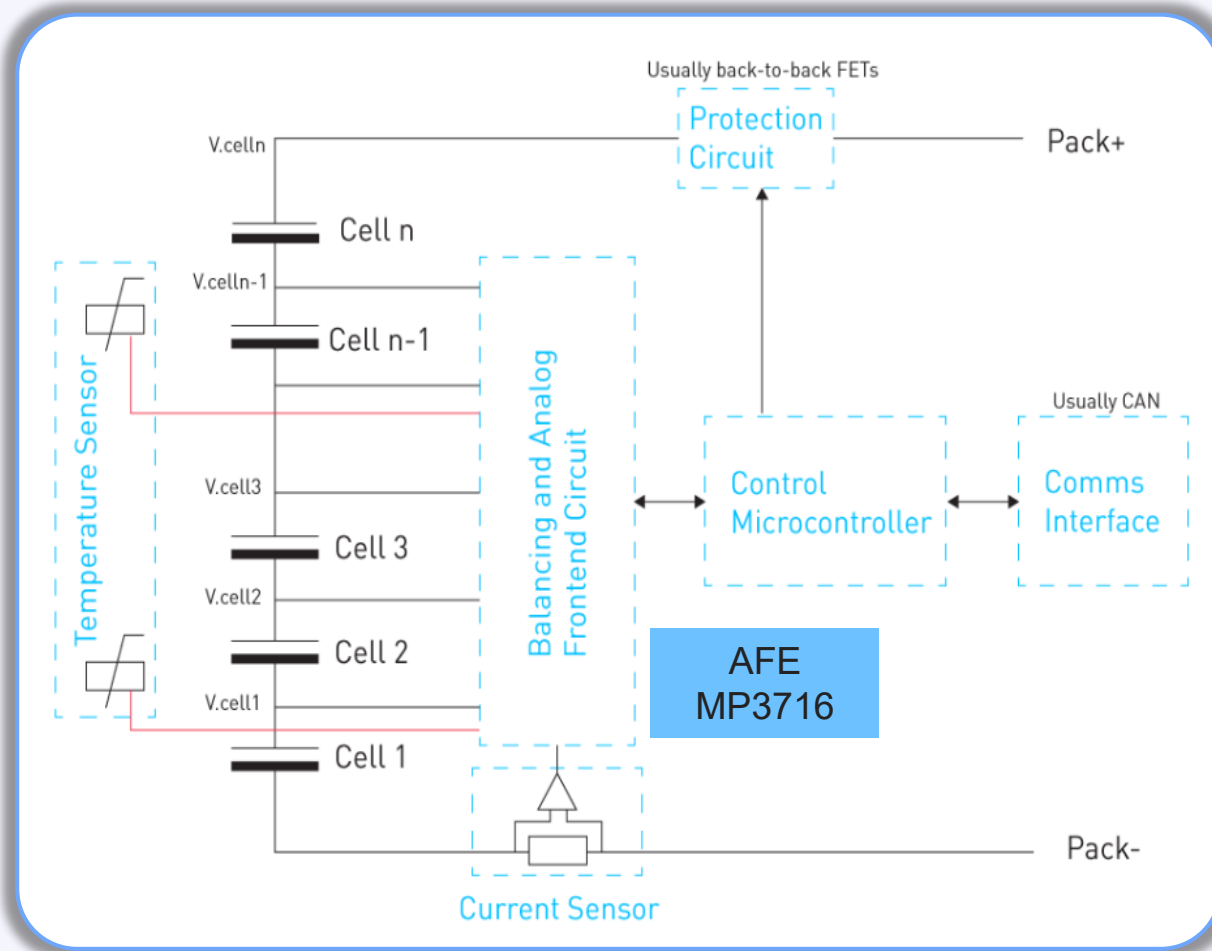 Usually back-to-back FETs
Protection
Circuit
Pack+
V.celln
Cell n
V.celln-1
Cell n-1
Temperature Sensor
Balancing and Analog
Frontend Circuit
Usually CAN
V.cell3
Control
Microcontroller
Comms
Interface
Cell 3
V.cell2
Cell 2
AFE
MP3716
V.cell1
Cell 1
Pack-
Current Sensor